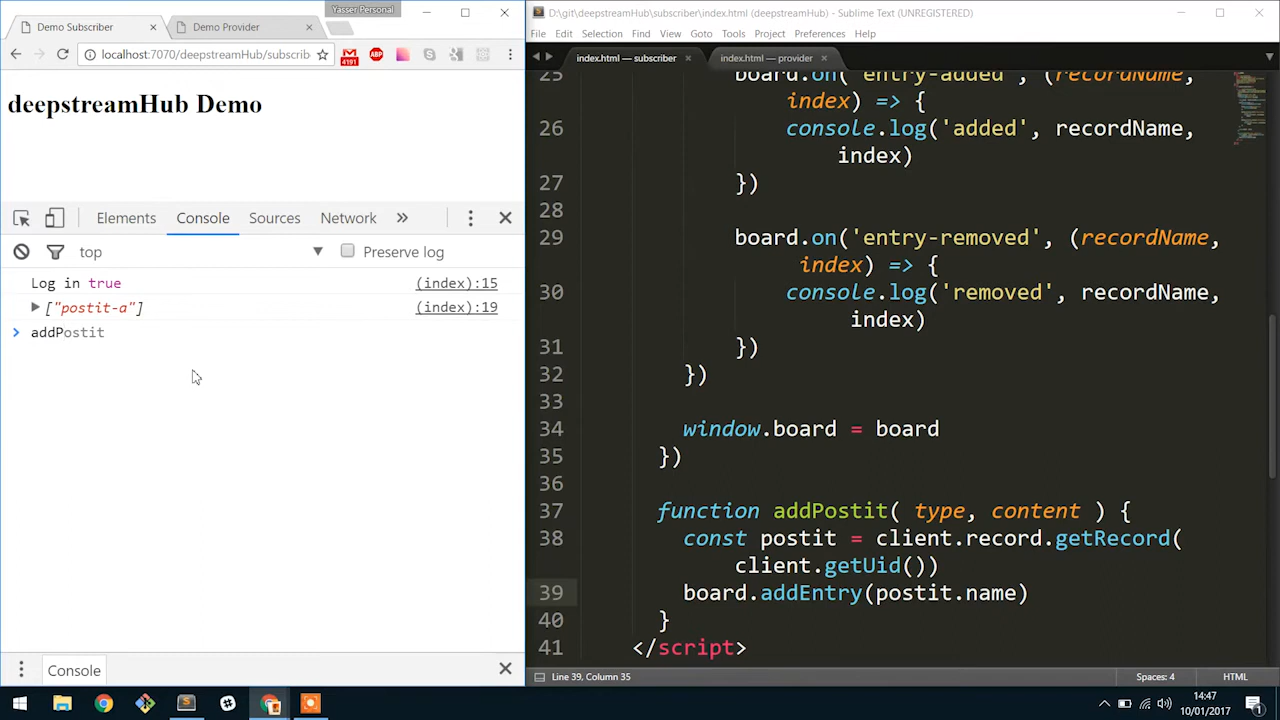 Yasser Personal
Demo Subscriber
Demo Provider
localhost:7070/deepstreamHub/subscrib
4191
ABP
deepstreamHub Demo
Elements
Console
Sources
Network
top
Preserve log
Log in true
(index):15
["postit-a"]
(index):19
addPostit
Console
D:\git\deepstreamHub\subscriber\index.html (deepstreamHub) - Sublime Text (UNREGISTERED)
File Edit Selection Find View Goto Tools Project Preferences Help
index.html — subscriber
index.html — provider
25 board.on('entry-added', (recordName,
index) => {
26 console.log('added', recordName,
index)
27 })
28
29 board.on('entry-removed', (recordName,
index) => {
30 console.log('removed', recordName,
index)
31 })
32 })
33
34 window.board = board
35 })
36
37 function addPostit( type, content ) {
38 const postit = client.record.getRecord(
client.getUid())
39 board.addEntry(postit.name)
40 }
41 </script>
Line 39, Column 35
Spaces: 4
HTML
14:47
10/01/2017
1